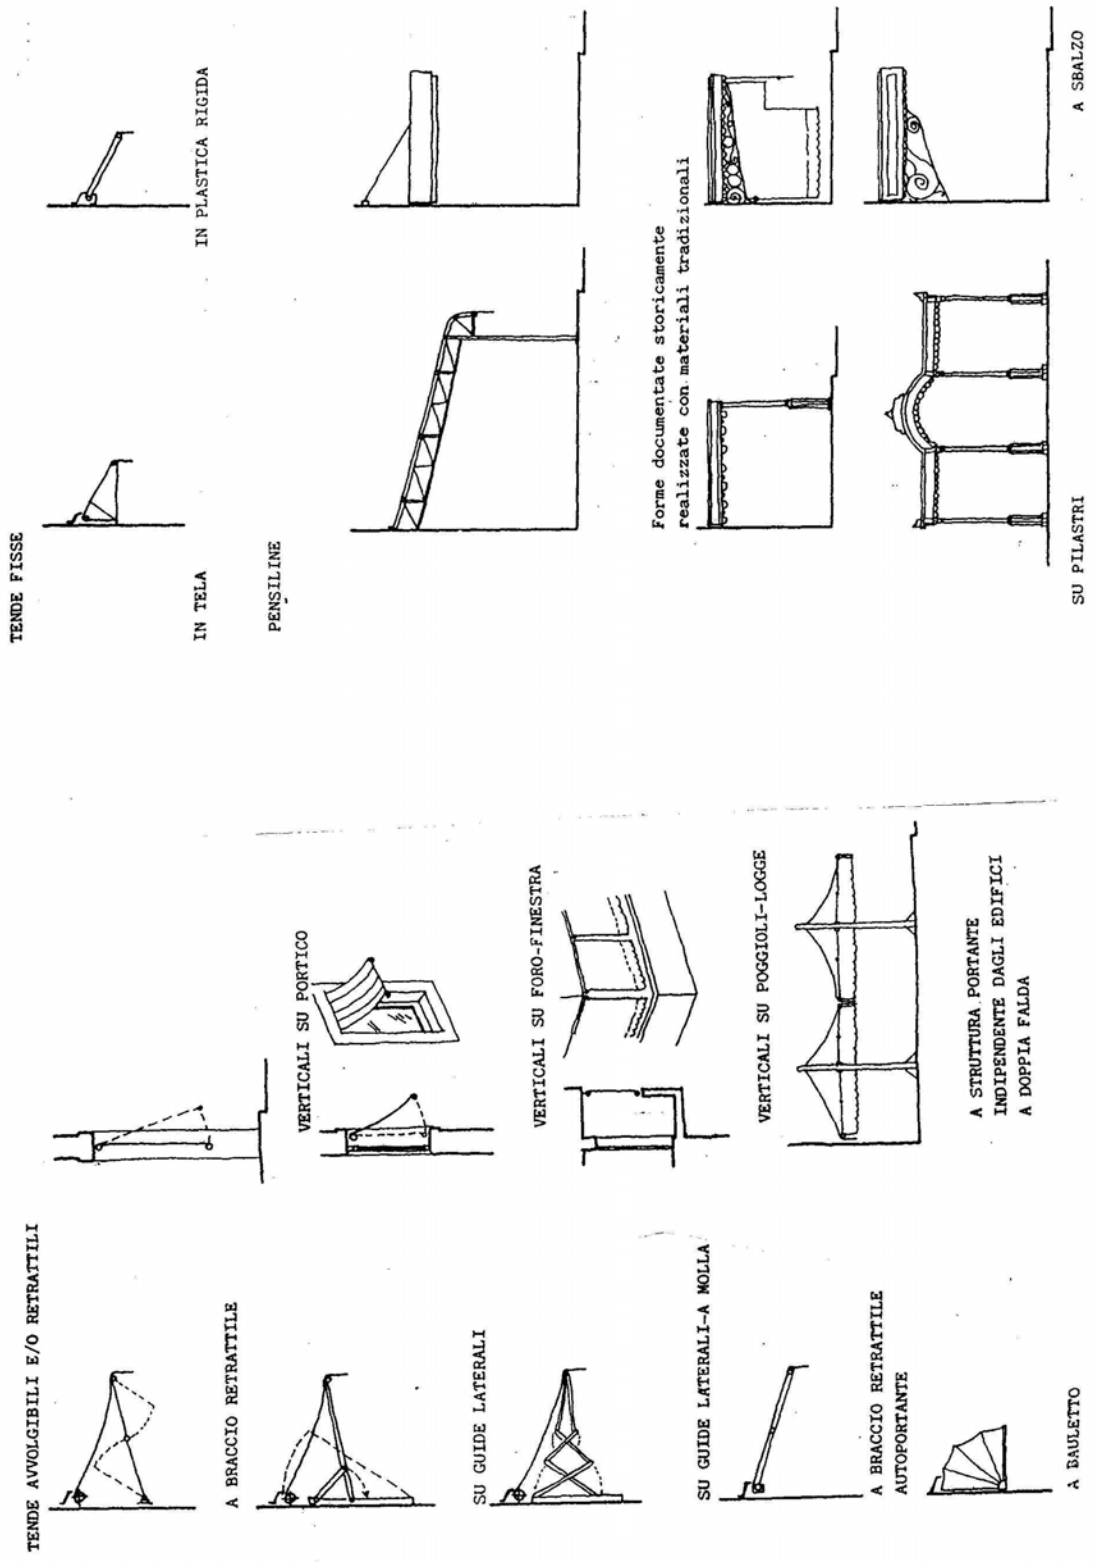 TENDE AVVOLGIBILI E/O RETRATTILI
A BRACCIO RETRATTILE
SU GUIDE LATERALI
SU GUIDE LATERALI-A MOLLA
A BRACCIO RETRATTILE
AUTOPORTANTE
A BAULETTO
VERTICALI SU PORTICO
VERTICALI SU FORO-FINESTRA
VERTICALI SU POGGIOLI-LOGGE
A STRUTTURA PORTANTE
INDIPENDENTE DAGLI EDIFICI
A DOPPIA FALDA
TENDE FISSE
IN TELA
IN PLASTICA RIGIDA
PENSILINE
Forme documentate storicamente
realizzate con materiali tradizionali
SU PILASTRI
A SBALZO